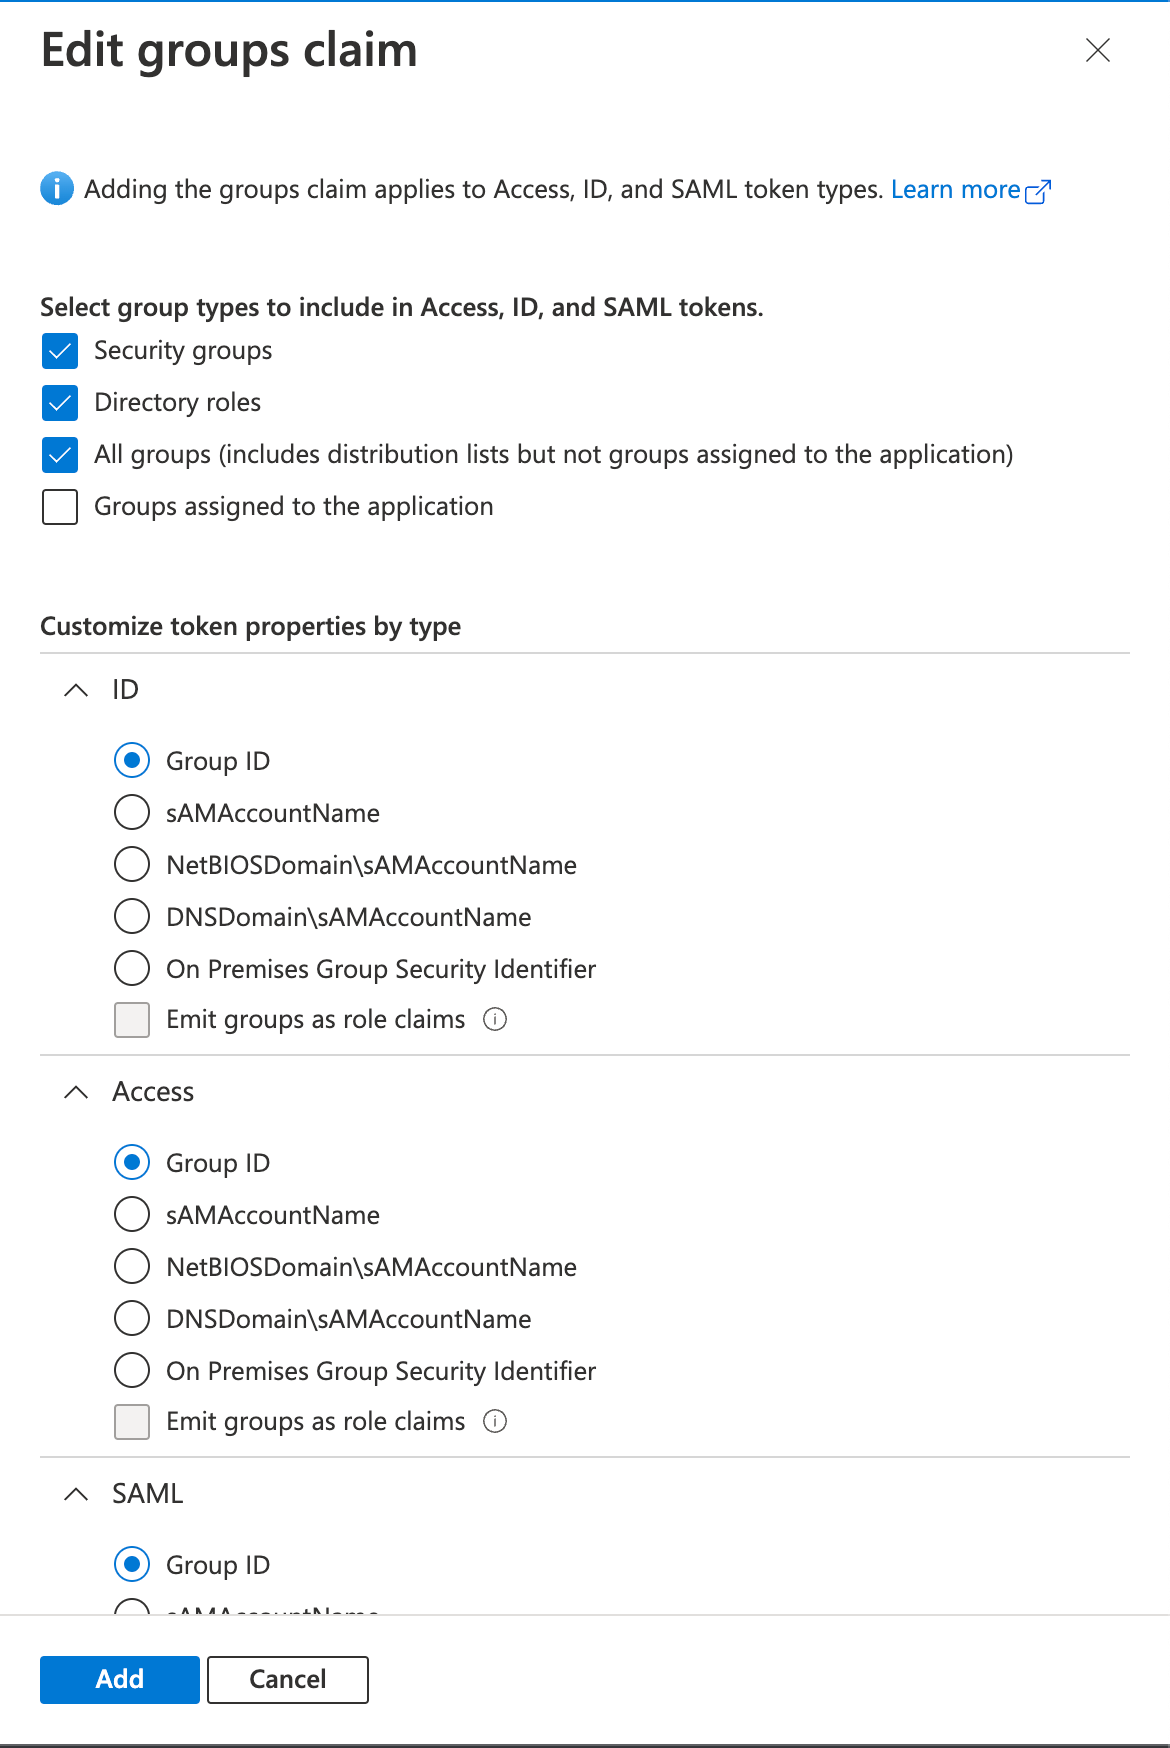 Edit groups claim
Adding the groups claim applies to Access, ID, and SAML token types. Learn more
Select group types to include in Access, ID, and SAML tokens.
Security groups
Directory roles
All groups (includes distribution lists but not groups assigned to the application)
Groups assigned to the application
Customize token properties by type
ID
Group ID
sAMAccountName
NetBIOSDomain\sAMAccountName
DNSDomain\sAMAccountName
On Premises Group Security Identifier
Emit groups as role claims
Access
Group ID
sAMAccountName
NetBIOSDomain\sAMAccountName
DNSDomain\sAMAccountName
On Premises Group Security Identifier
Emit groups as role claims
SAML
Group ID
sAMAccountName
Add
Cancel